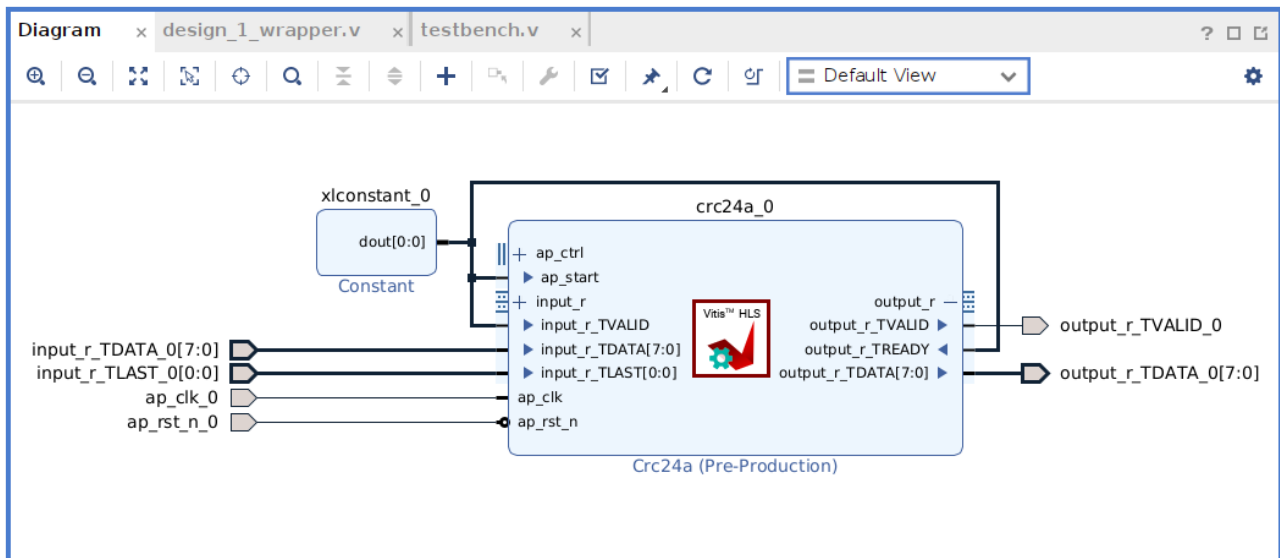 Diagram × design_1_wrapper.v × testbench.v ×
? 
Default View
xlconstant_0
crc24a_0
dout[0:0]
Constant
ap_ctrl
ap_start
input_r
output_r
input_r_TVALID
output_r_TVALID
output_r_TVALID_0
input_r_TDATA_0[7:0]
input_r_TDATA[7:0]
output_r_TREADY
input_r_TLAST_0[0:0]
input_r_TLAST[0:0]
output_r_TDATA[7:0]
output_r_TDATA_0[7:0]
ap_clk_0
ap_clk
ap_rst_n_0
ap_rst_n
Vitis™ HLS
Crc24a (Pre-Production)